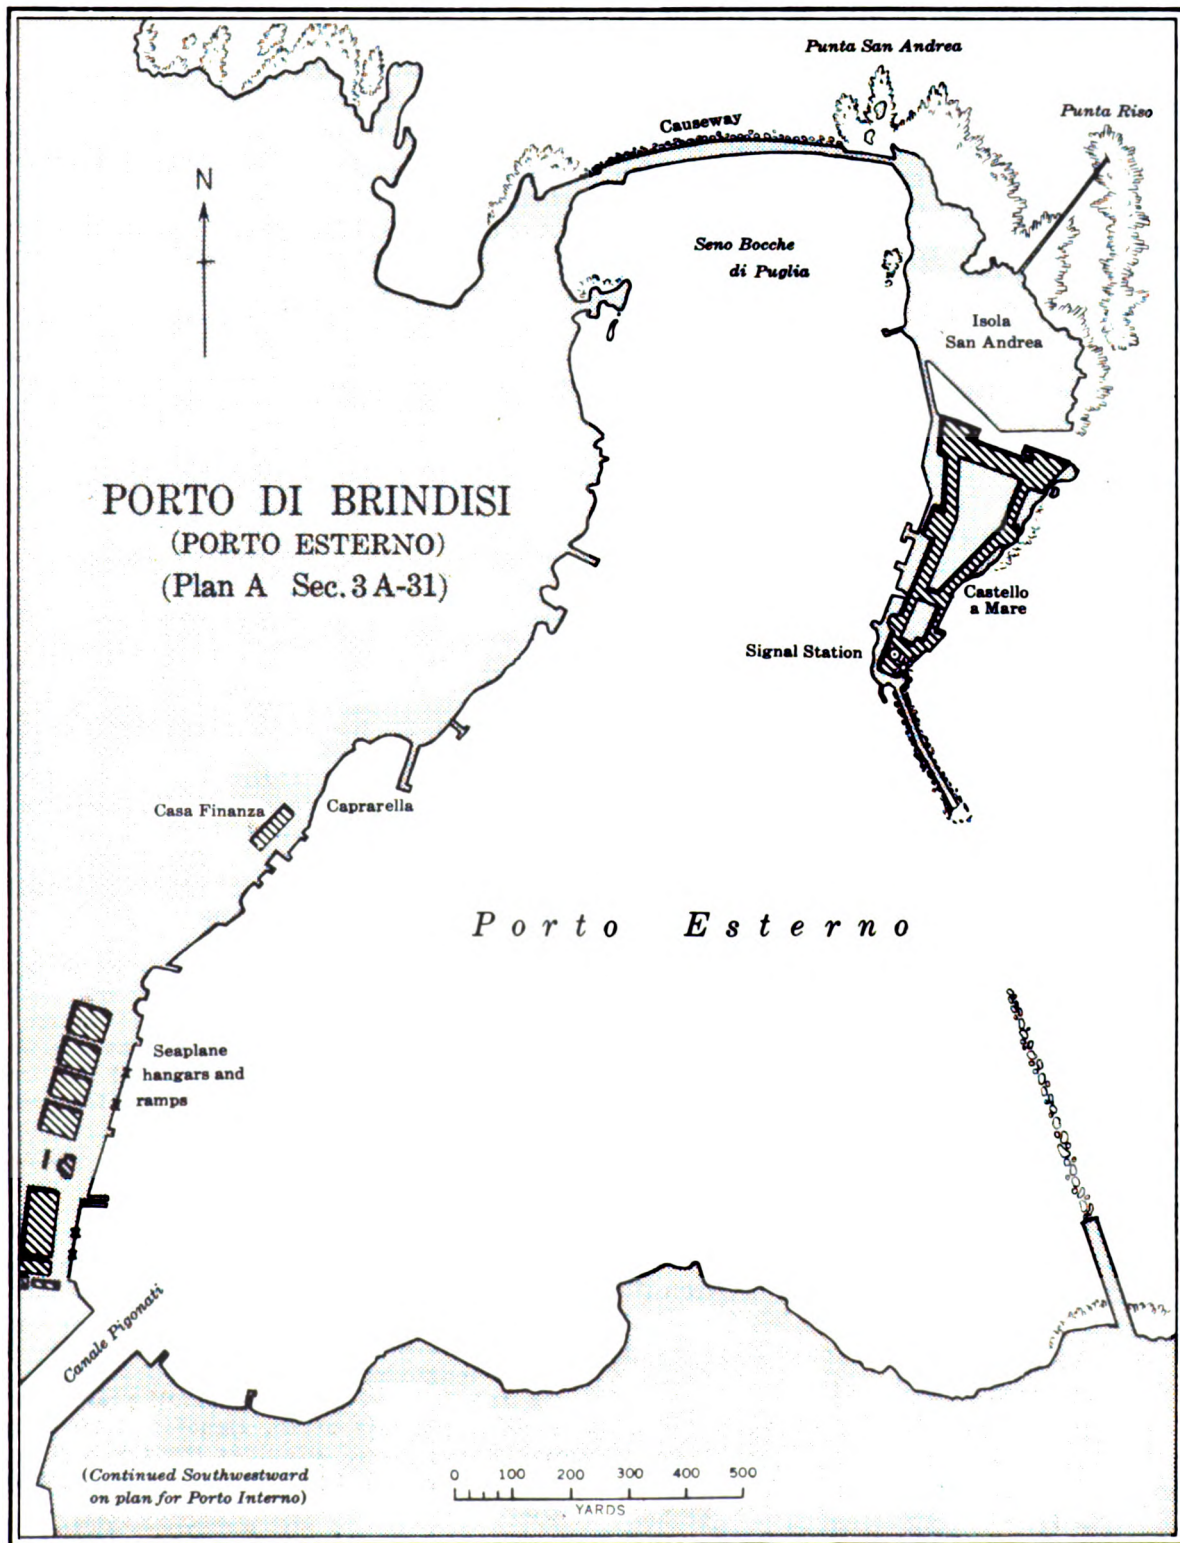 Punta San Andrea
Causeway
Punta Riso
N
Seno Bocche
di Puglia
Isola
San Andrea
PORTO DI BRINDISI
(PORTO ESTERNO)
(Plan A Sec. 3 A-31)
Castello
a Mare
Signal Station
Casa Finanza
Caprarella
Porto Esterno
Seaplane
hangars and
ramps
Canale Pigonati
(Continued Southwestward
on plan for Porto Interno)
0 100 200 300 400 500
YARDS